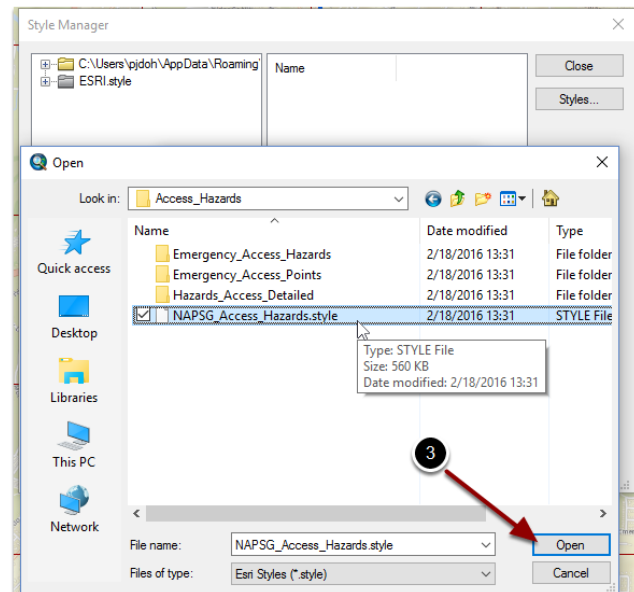 Style Manager
C:\Users\pjdoh\AppData\Roaming
ESRI.style
Name
Close
Styles...
Open
Look in:
Access_Hazards
Name
Date modified
Type
Emergency_Access_Hazards
2/18/2016 13:31
File folder
Emergency_Access_Points
2/18/2016 13:31
File folder
Hazards_Access_Detailed
2/18/2016 13:31
File folder
NAPSG_Access_Hazards.style
2/18/2016 13:31
STYLE File
Type: STYLE File
Size: 560 KB
Date modified: 2/18/2016 13:31
Quick access
Desktop
Libraries
This PC
Network
3
File name:
NAPSG_Access_Hazards.style
Open
Files of type:
Esri Styles (*.style)
Cancel